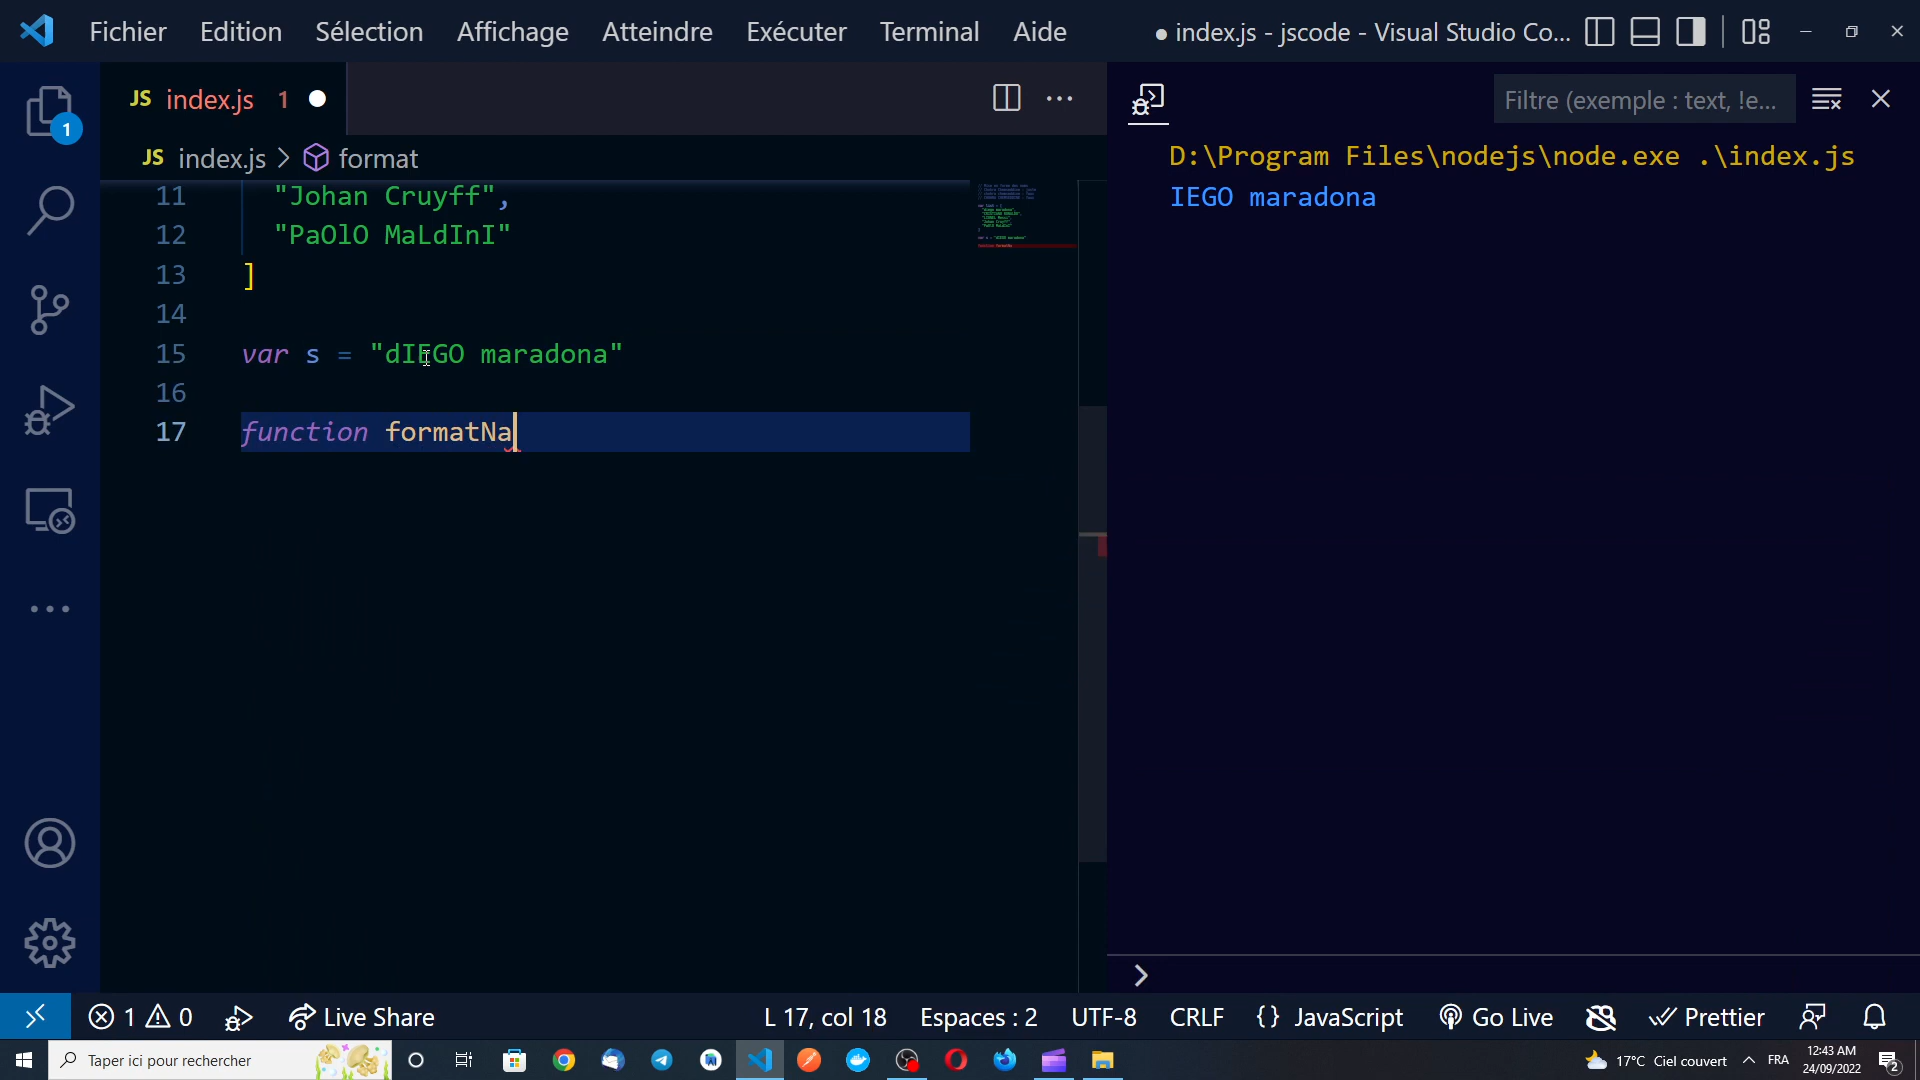 Fichier Edition Sélection Affichage Atteindre Exécuter Terminal Aide ● index.js - jscode - Visual Studio Co...
JS index.js 1
Filtre (exemple : text, !e...
JS index.js > format
D:\Program Files\nodejs\node.exe .\index.js
IEGO maradona
11 "Johan Cruyff",
12 "PaOlO MaLdInI"
13 ]
14
15 var s = "dIEGO maradona"
16
17 function formatNa
1
1 0 Live Share L 17, col 18 Espaces : 2 UTF-8 CRLF {} JavaScript Go Live Prettier
Taper ici pour rechercher
17°C Ciel couvert FRA 12:43 AM
24/09/2022
2